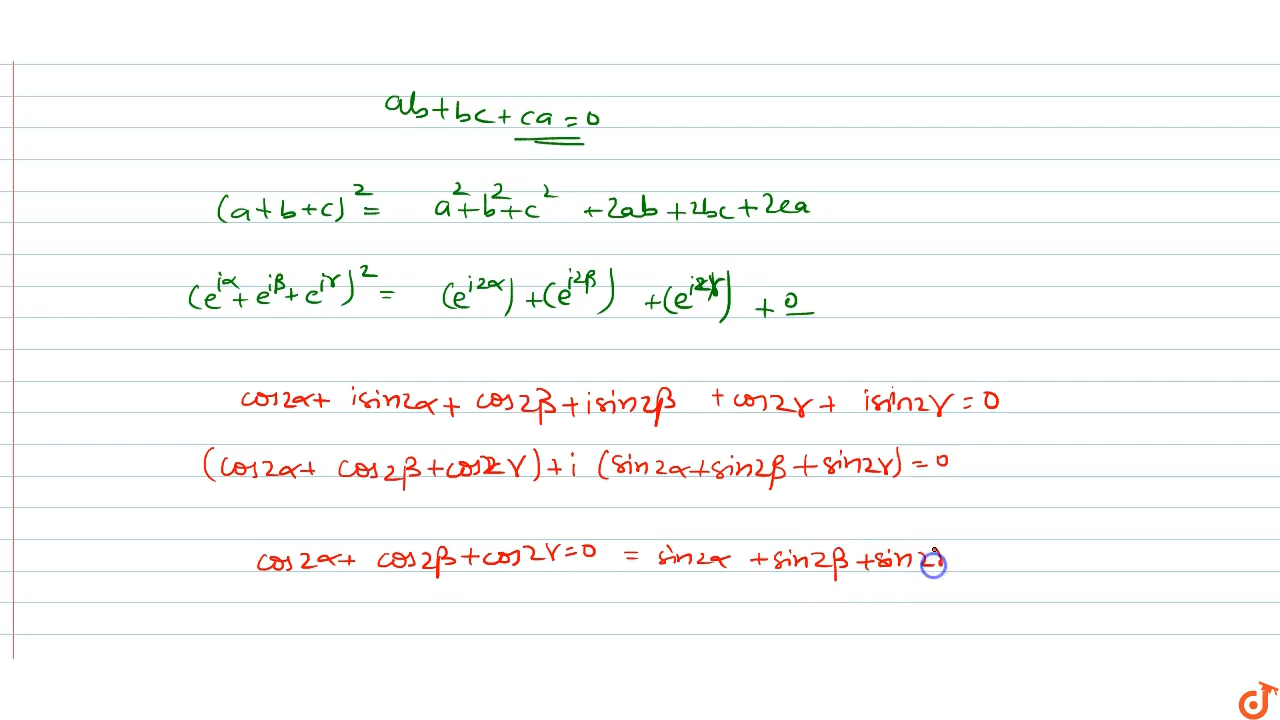 ab+bc+ca=0
(a+b+c)² = a²+b²+c² +2ab+2bc+2ca
(e^{iα}+e^{iβ}+e^{iγ})² = (e^{i2α})+(e^{i2β}) +(e^{i2γ}) + 0
cos2α+ isin2α+ cos2β+isin2β +cos2γ+ isin2γ=0
(cos2α+ cos2β+cos2γ)+i (sin2α+sin2β+sin2γ)=0
cos2α+ cos2β+cos2γ=0 = sin2α +sin2β+sin2γ